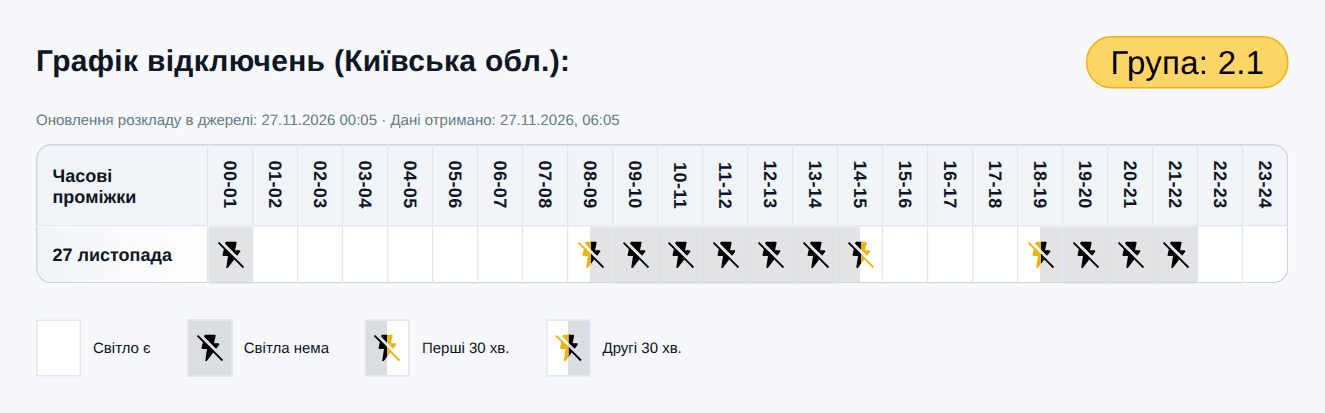 Графік відключень (Київська обл.):
Група: 2.1
Оновлення розкладу в джерелі: 27.11.2026 00:05 · Дані отримано: 27.11.2026, 06:05
Часові
проміжки
00-01
01-02
02-03
03-04
04-05
05-06
06-07
07-08
08-09
09-10
10-11
11-12
12-13
13-14
14-15
15-16
16-17
17-18
18-19
19-20
20-21
21-22
22-23
23-24
27 листопада
Світло є
Світла нема
Перші 30 хв.
Другі 30 хв.